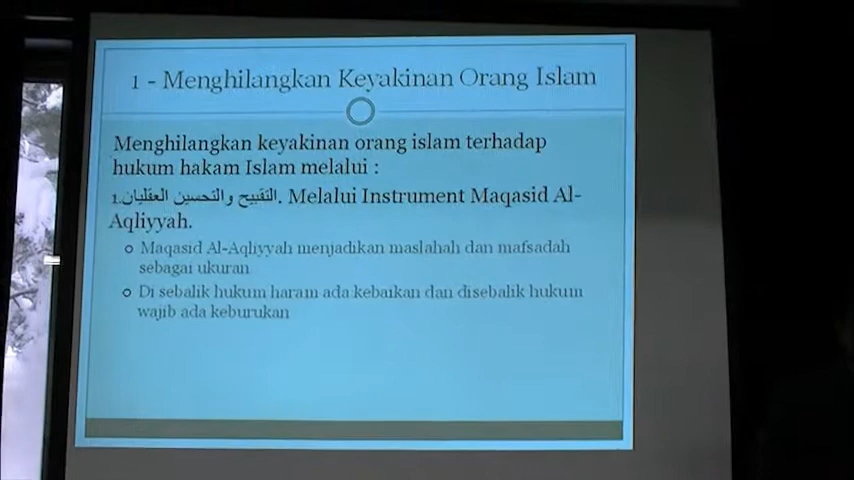 1 - Menghilangkan Keyakinan Orang Islam
Menghilangkan keyakinan orang islam terhadap
hukum hakam Islam melalui :
1.التقبيح والتحسين العقليان. Melalui Instrument Maqasid Al-
Aqliyyah.
Maqasid Al-Aqliyyah menjadikan maslahah dan mafsadah
sebagai ukuran
Di sebalik hukum haram ada kebaikan dan disebalik hukum
wajib ada keburukan